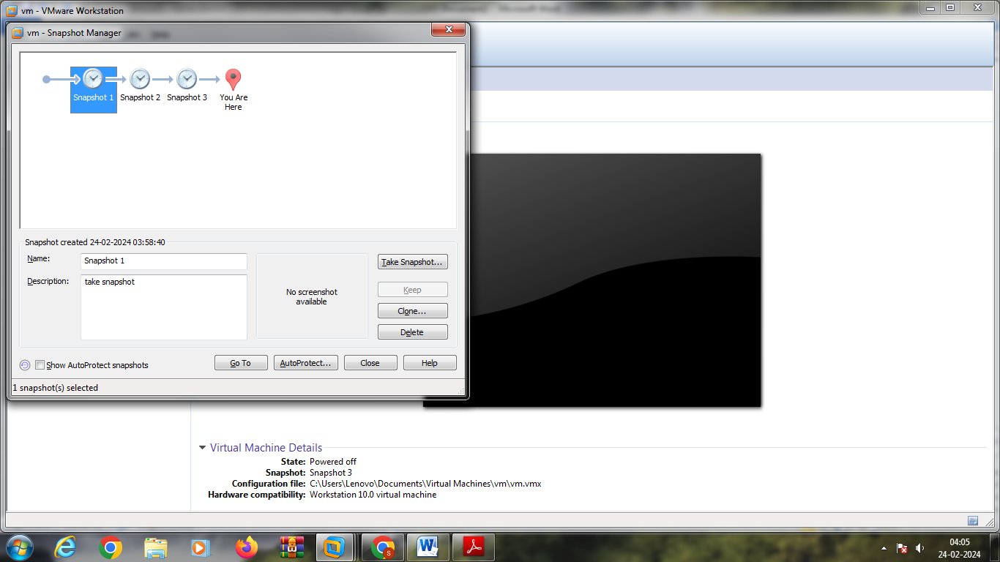 vm - VMware Workstation
vm - Snapshot Manager
Snapshot 1
Snapshot 2
Snapshot 3
You Are
Here
Snapshot created 24-02-2024 03:58:40
Name:
Snapshot 1
Description:
take snapshot
No screenshot
available
Take Snapshot...
Keep
Clone...
Delete
Show AutoProtect snapshots
Go To
AutoProtect...
Close
Help
1 snapshot(s) selected
Virtual Machine Details
State: Powered off
Snapshot: Snapshot 3
Configuration file: C:\Users\Lenovo\Documents\Virtual Machines\vm\vm.vmx
Hardware compatibility: Workstation 10.0 virtual machine
S
W
04:05
24-02-2024